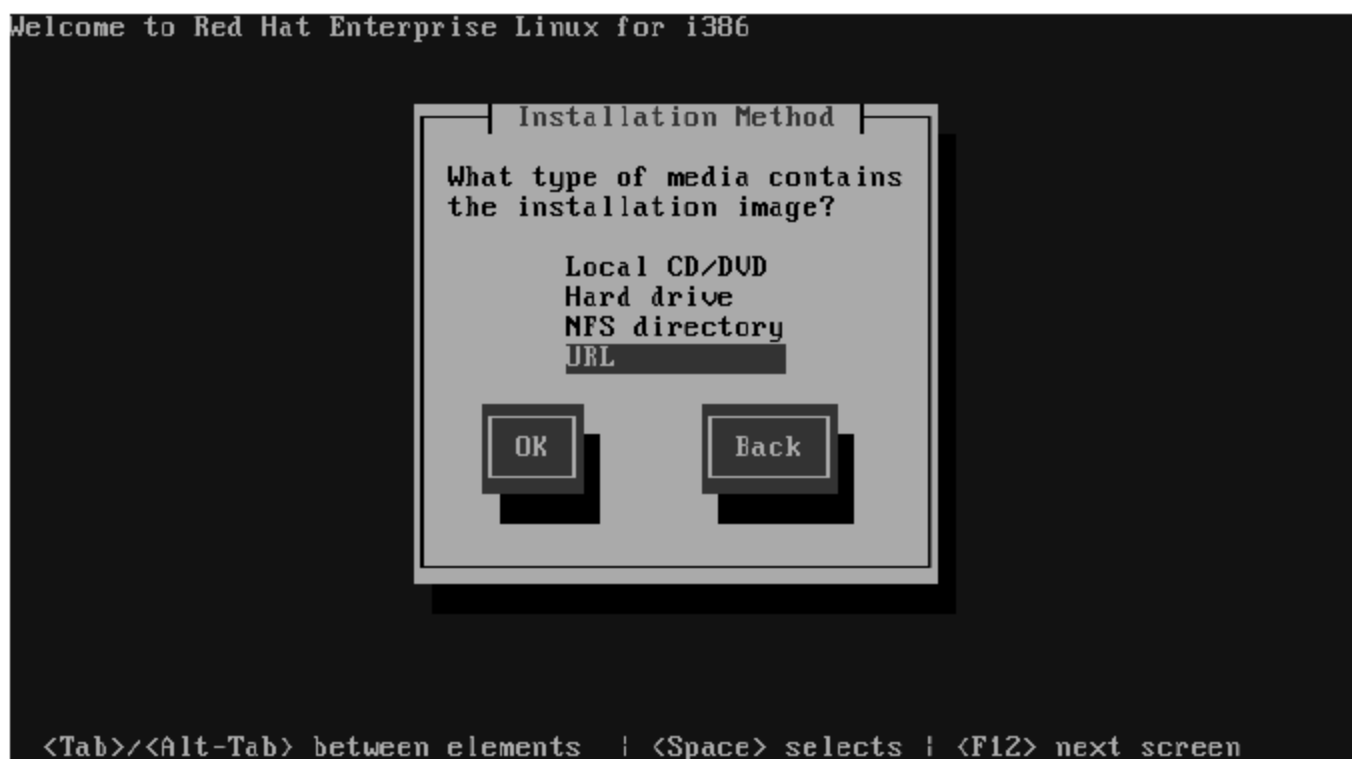 Welcome to Red Hat Enterprise Linux for i386
Installation Method
What type of media contains
the installation image?
Local CD/DVD
Hard drive
NFS directory
URL
OK
Back
<Tab>/<Alt-Tab> between elements | <Space> selects | <F12> next screen